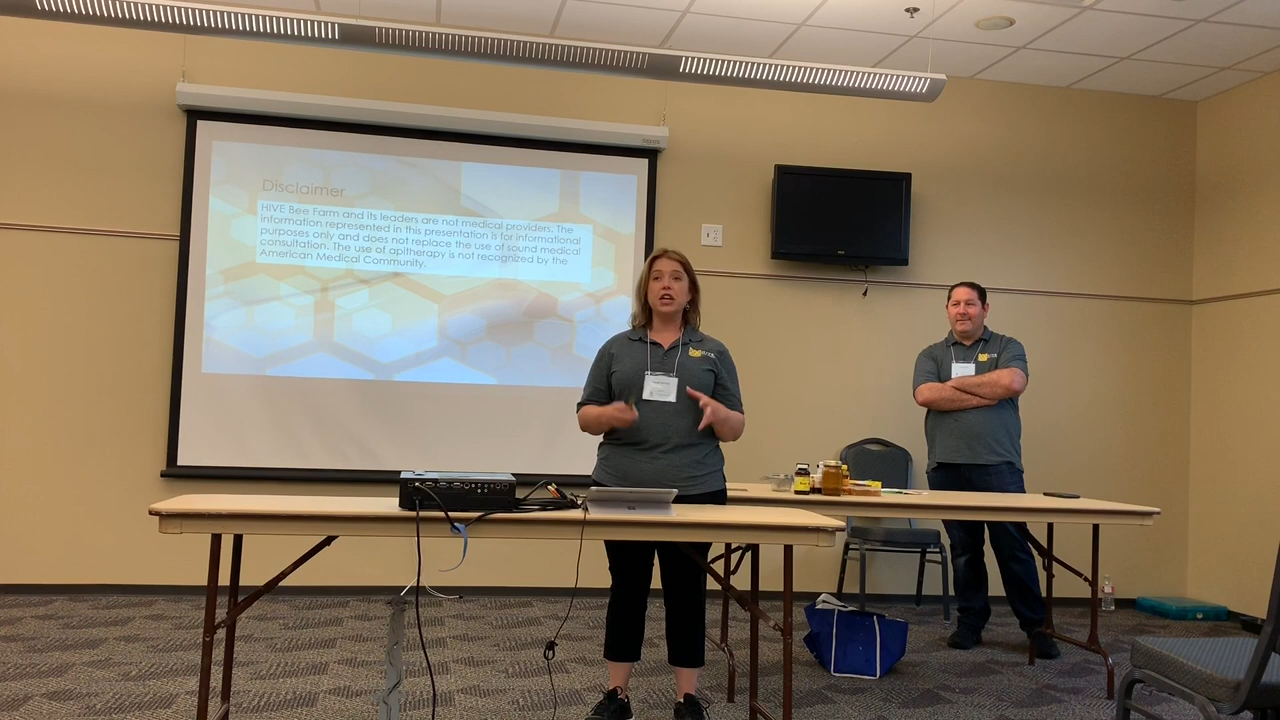 Disclaimer
HIVE Bee Farm and its leaders are not medical providers. The
information represented in this presentation is for informational
purposes only and does not replace the use of sound medical
consultation. The use of apitherapy is not recognized by the
American Medical Community.